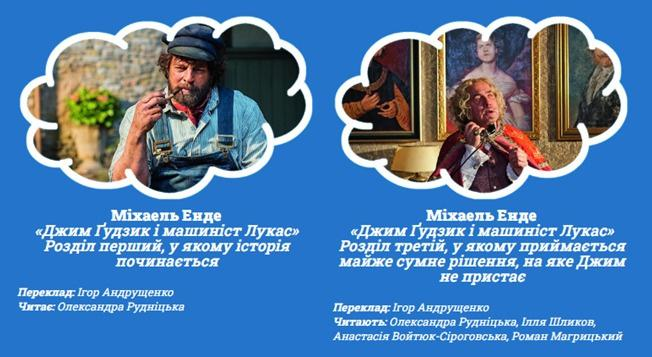 Міхаель Енде
«Джим Ґудзик і машиніст Лукас»
Розділ перший, у якому історія
починається
Переклад: Ігор Андрущенко
Читає: Олександра Рудніцька
Міхаель Енде
«Джим Ґудзик і машиніст Лукас»
Розділ третій, у якому приймається
майже сумне рішення, на яке Джим
не пристає
Переклад: Ігор Андрущенко
Читають: Олександра Рудніцька, Ілля Шликов,
Анастасія Войтюк-Сіроговська, Роман Магрицький